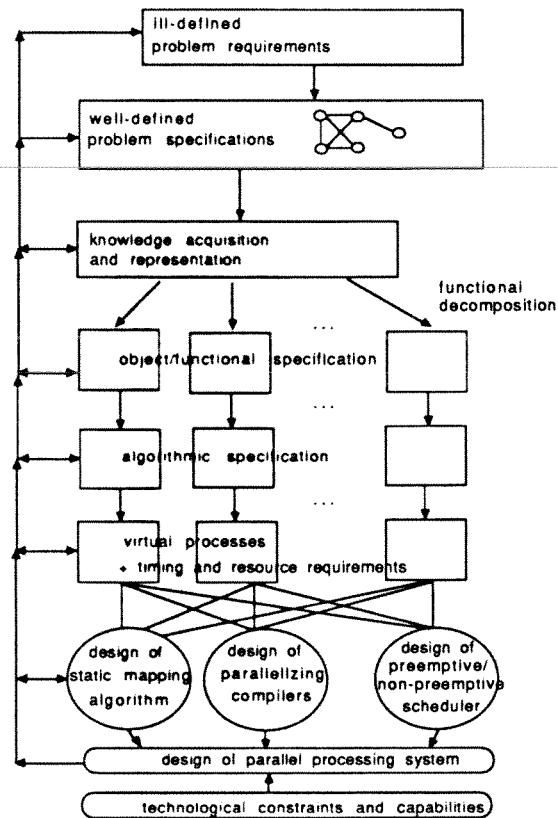 ill-defined
problem requirements
well-defined
problem specifications
knowledge acquisition
and representation
functional
decomposition
...
object/functional specification
...
algorithmic specification
...
virtual processes
+ timing and resource requirements
design of
static mapping
algorithm
design of
parallelizing
compilers
design of
preemptive/
non-preemptive
scheduler
design of parallel processing system
technological constraints and capabilities